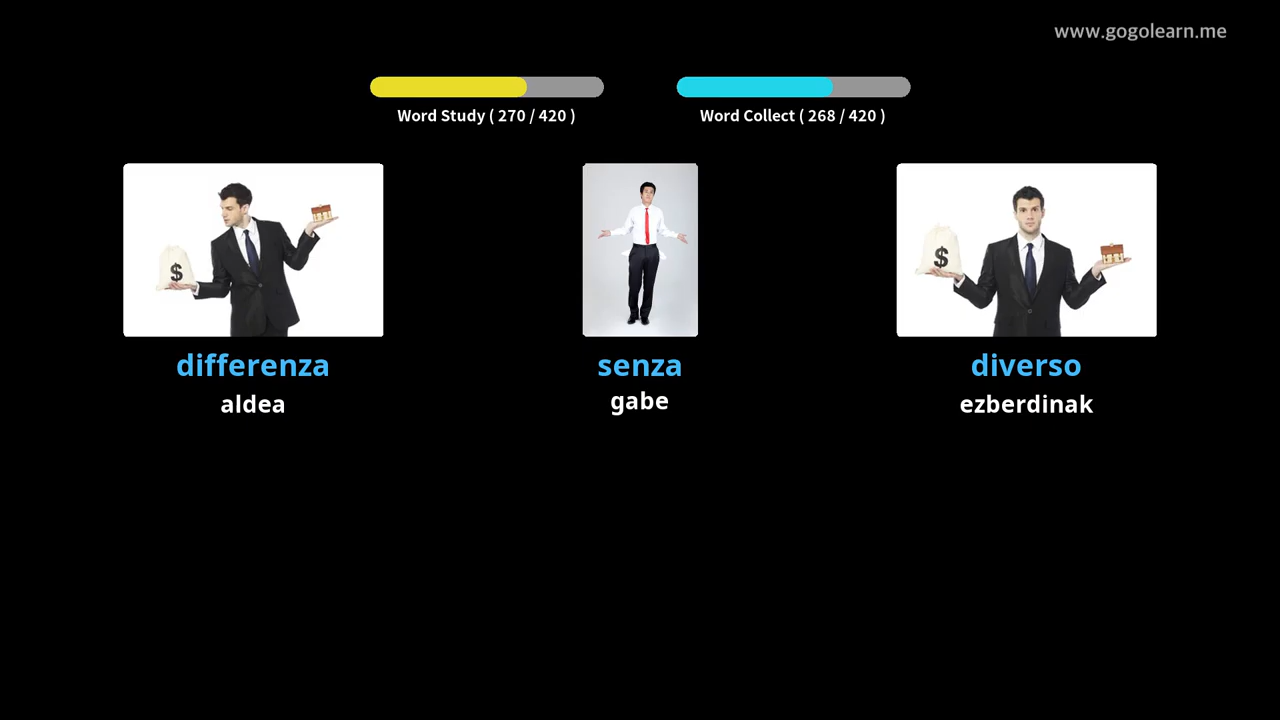 www.gogolearn.me
Word Study ( 270 / 420 )
Word Collect ( 268 / 420 )
$
$
differenza
senza
diverso
aldea
gabe
ezberdinak